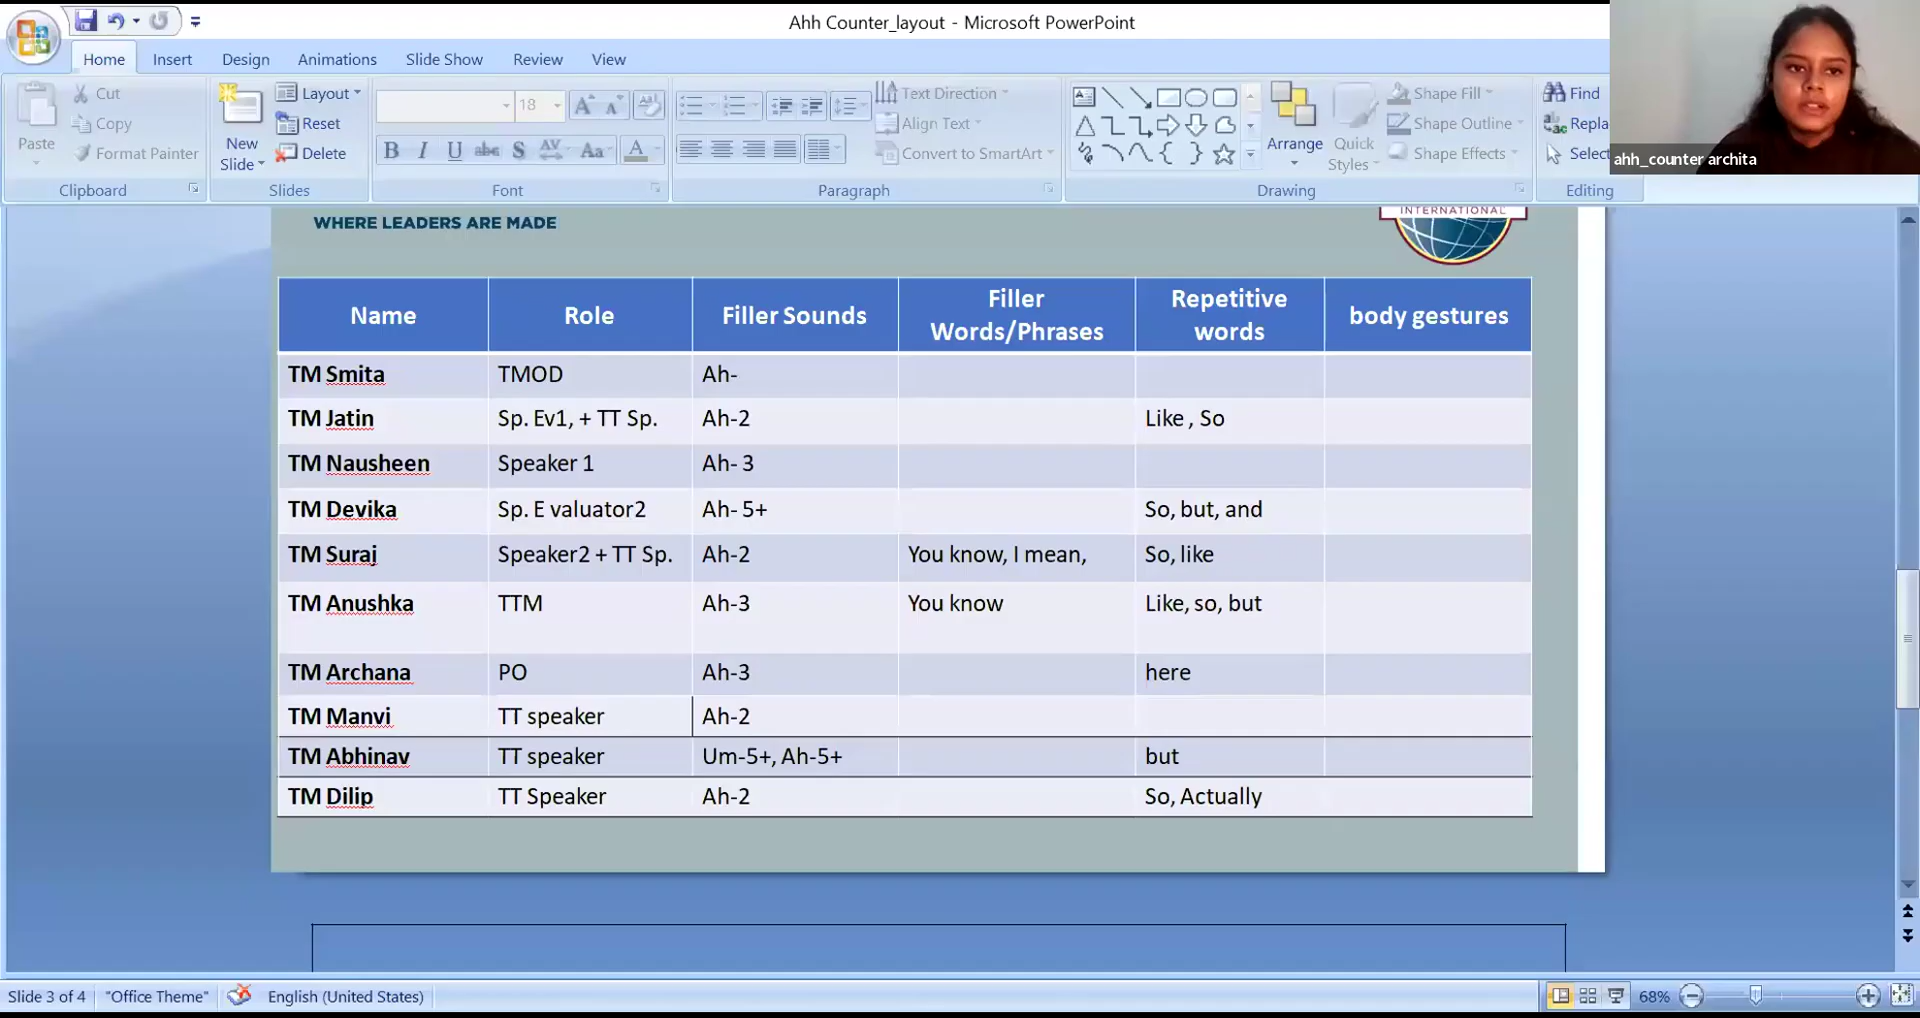 Ahh Counter_layout - Microsoft PowerPoint
Home Insert Design Animations Slide Show Review View
Paste
Cut
Copy
Format Painter
Clipboard
New Slide
Layout
Reset
Delete
Slides
18
B I U abc S AV Aa A
Font
Text Direction
Align Text
Convert to SmartArt
Paragraph
Arrange
Quick Styles
Shape Fill
Shape Outline
Shape Effects
Drawing
Find
Repla
Select
Editing
ahh_counter archita
WHERE LEADERS ARE MADE
INTERNATIONAL
Name Role Filler Sounds Filler Words/Phrases Repetitive words body gestures
TM Smita TMOD Ah-
TM Jatin Sp. Ev1, + TT Sp. Ah-2 Like , So
TM Nausheen Speaker 1 Ah- 3
TM Devika Sp. E valuator2 Ah- 5+ So, but, and
TM Suraj Speaker2 + TT Sp. Ah-2 You know, I mean, So, like
TM Anushka TTM Ah-3 You know Like, so, but
TM Archana PO Ah-3 here
TM Manvi TT speaker Ah-2
TM Abhinav TT speaker Um-5+, Ah-5+ but
TM Dilip TT Speaker Ah-2 So, Actually
Slide 3 of 4 "Office Theme" English (United States) 68%